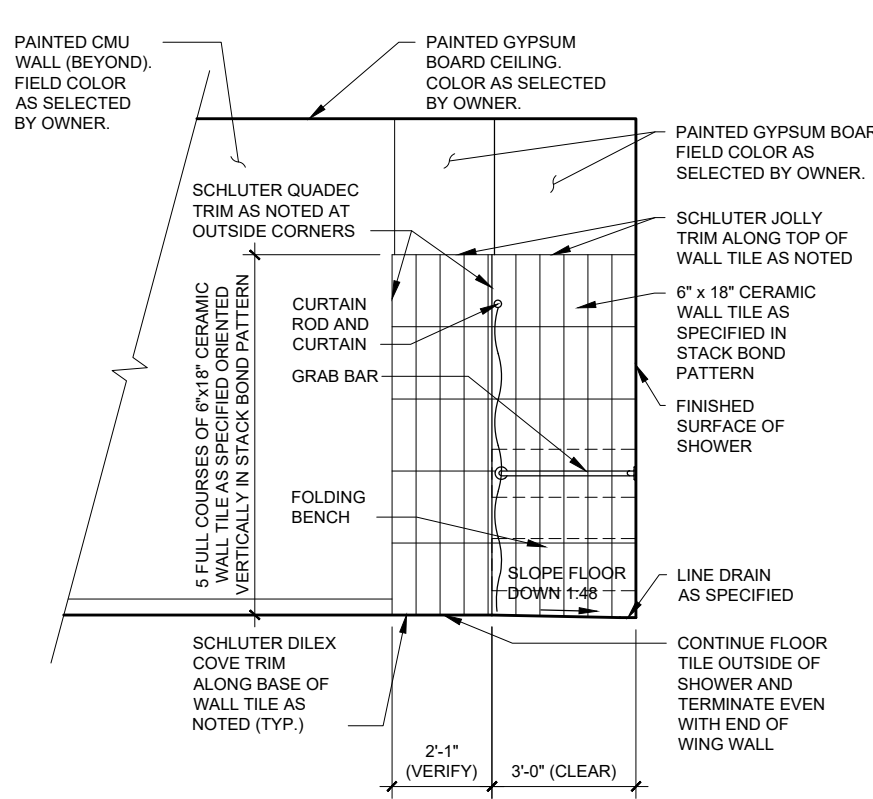 PAINTED CMU
WALL (BEYOND).
FIELD COLOR
AS SELECTED
BY OWNER.
PAINTED GYPSUM
BOARD CEILING.
COLOR AS SELECTED
BY OWNER.
PAINTED GYPSUM BOAR
FIELD COLOR AS
SELECTED BY OWNER.
SCHLUTER QUADEC
TRIM AS NOTED AT
OUTSIDE CORNERS
SCHLUTER JOLLY
TRIM ALONG TOP OF
WALL TILE AS NOTED
5 FULL COURSES OF 6"x18" CERAMIC
WALL TILE AS SPECIFIED ORIENTED
VERTICALLY IN STACK BOND PATTERN
CURTAIN
ROD AND
CURTAIN
6" x 18" CERAMIC
WALL TILE AS
SPECIFIED IN
STACK BOND
PATTERN
GRAB BAR
FINISHED
SURFACE OF
SHOWER
FOLDING
BENCH
SLOPE FLOOR
DOWN 1:48
LINE DRAIN
AS SPECIFIED
SCHLUTER DILEX
COVE TRIM
ALONG BASE OF
WALL TILE AS
NOTED (TYP.)
CONTINUE FLOOR
TILE OUTSIDE OF
SHOWER AND
TERMINATE EVEN
WITH END OF
WING WALL
2'-1"
(VERIFY)
3'-0" (CLEAR)